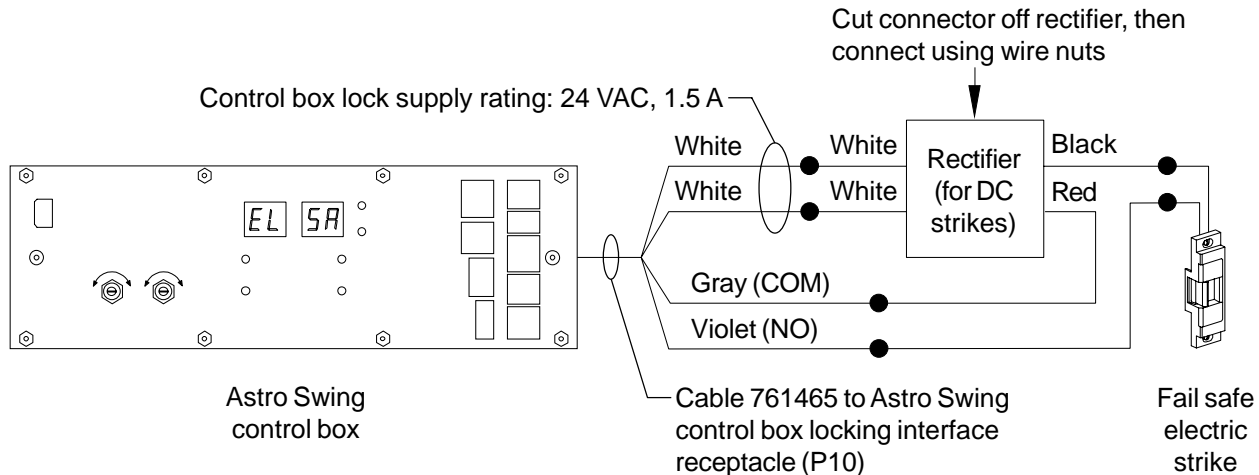 Cut connector off rectifier, then
connect using wire nuts
Control box lock supply rating: 24 VAC, 1.5 A
White
White
White
White
Rectifier
(for DC
strikes)
Black
Red
EL
SA
Gray (COM)
Violet (NO)
Astro Swing
control box
Cable 761465 to Astro Swing
control box locking interface
receptacle (P10)
Fail safe
electric
strike